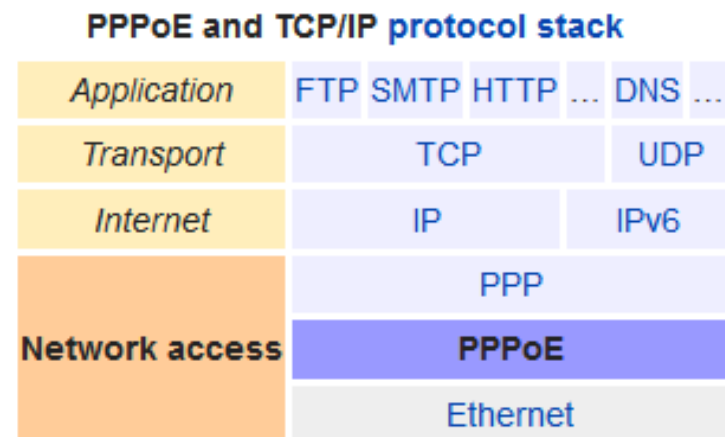 PPPoE and TCP/IP protocol stack
Application FTP SMTP HTTP ... DNS ...
Transport TCP UDP
Internet IP IPv6
Network access
PPP
PPPoE
Ethernet